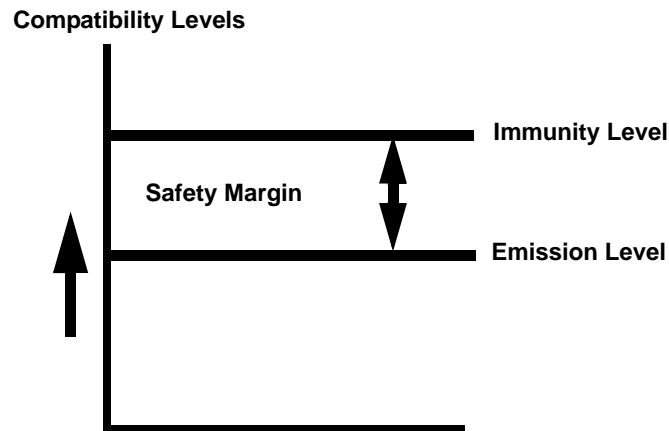 Compatibility Levels
Immunity Level
Safety Margin
Emission Level